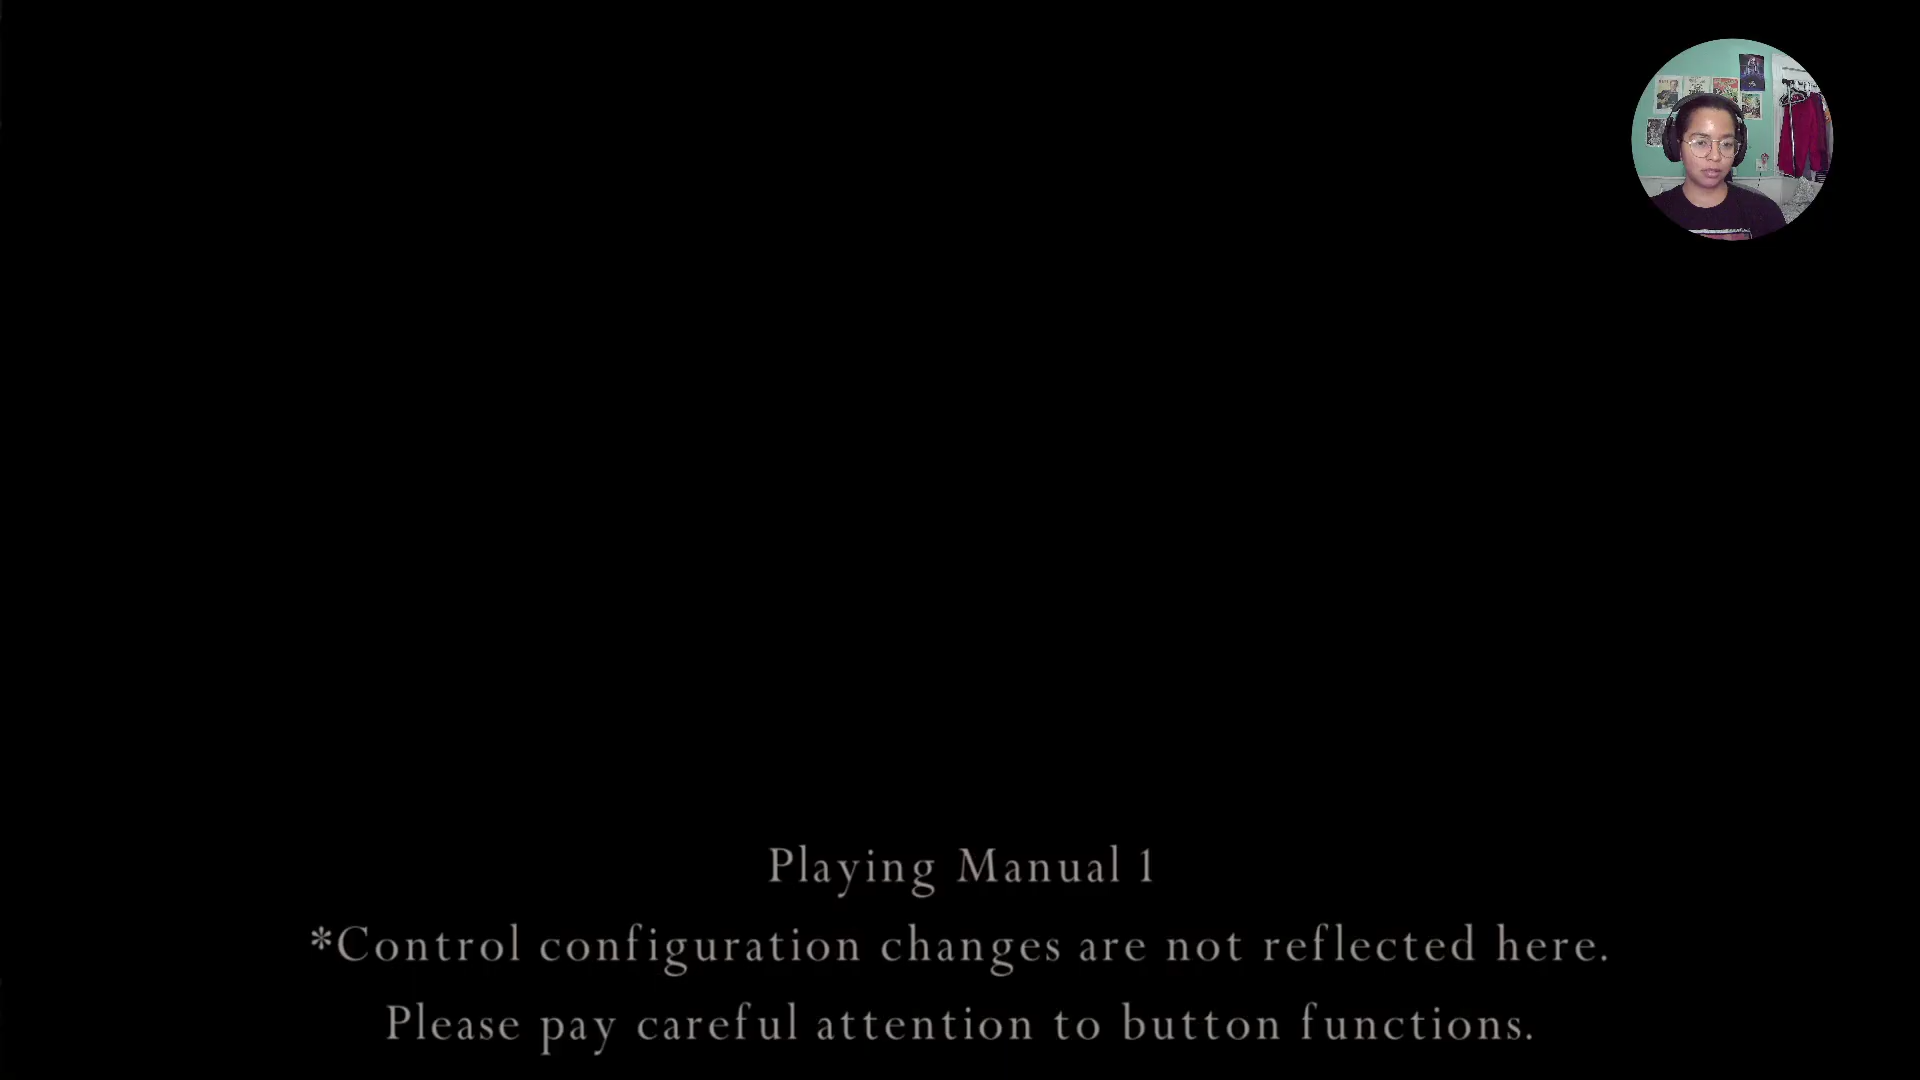 Playing Manual 1
*Control configuration changes are not reflected here.
Please pay careful attention to button functions.